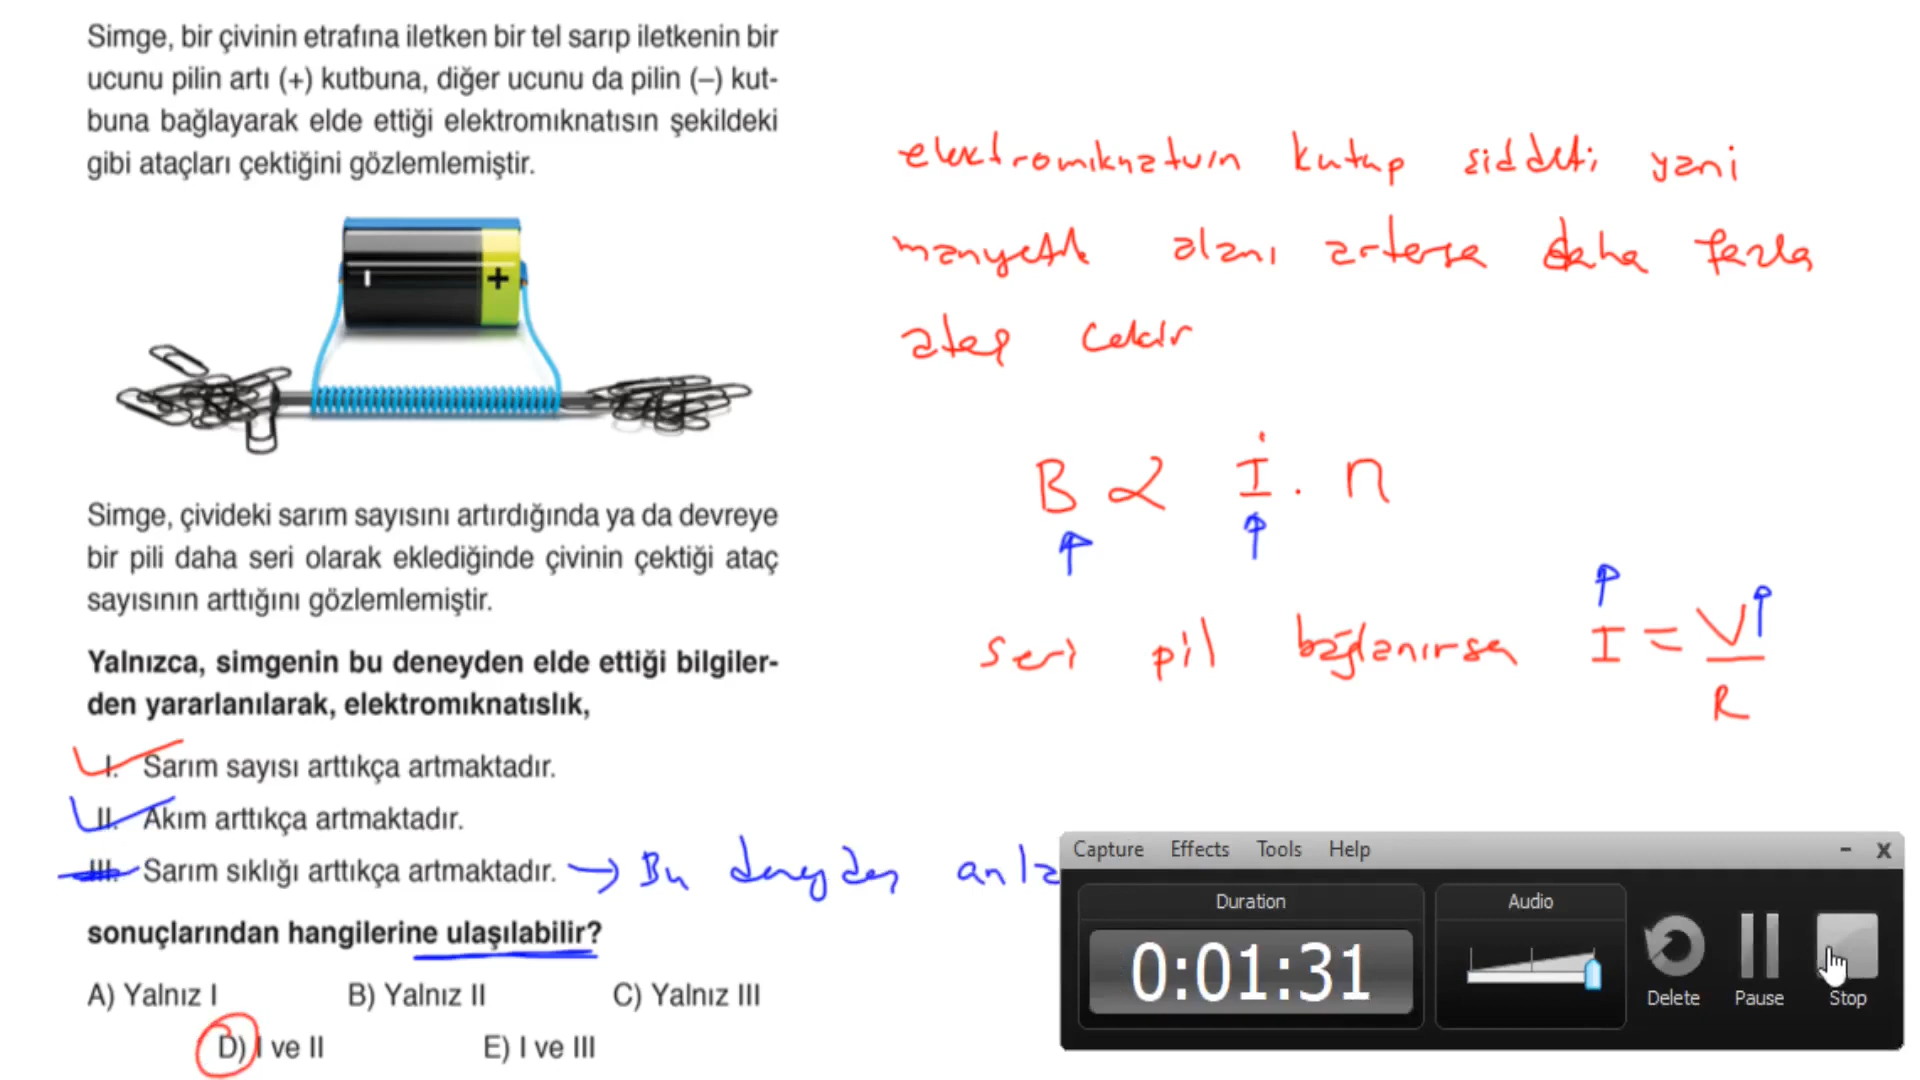 Simge, bir çivinin etrafına iletken bir tel sarıp iletkenin bir
ucunu pilin artı (+) kutbuna, diğer ucunu da pilin (–) kut-
buna bağlayarak elde ettiği elektromıknatısın şekildeki
gibi ataçları çektiğini gözlemlemiştir.
+
Simge, çivideki sarım sayısını artırdığında ya da devreye
bir pili daha seri olarak eklediğinde çivinin çektiği ataç
sayısının arttığını gözlemlemiştir.
Yalnızca, simgenin bu deneyden elde ettiği bilgiler-
den yararlanılarak, elektromıknatıslık,
I. Sarım sayısı arttıkça artmaktadır.
II. Akım arttıkça artmaktadır.
III. Sarım sıklığı arttıkça artmaktadır. → Bu deneyden anla
sonuçlarından hangilerine ulaşılabilir?
A) Yalnız I B) Yalnız II C) Yalnız III
D) I ve II E) I ve III
elektromıknatısın kutup şiddeti yani
manyetik alanı artarsa daha fazla
ataç çekir
B α I . n
seri pil bağlanırsa I = V/R
Capture Effects Tools Help
Duration Audio
0:01:31
Delete Pause Stop